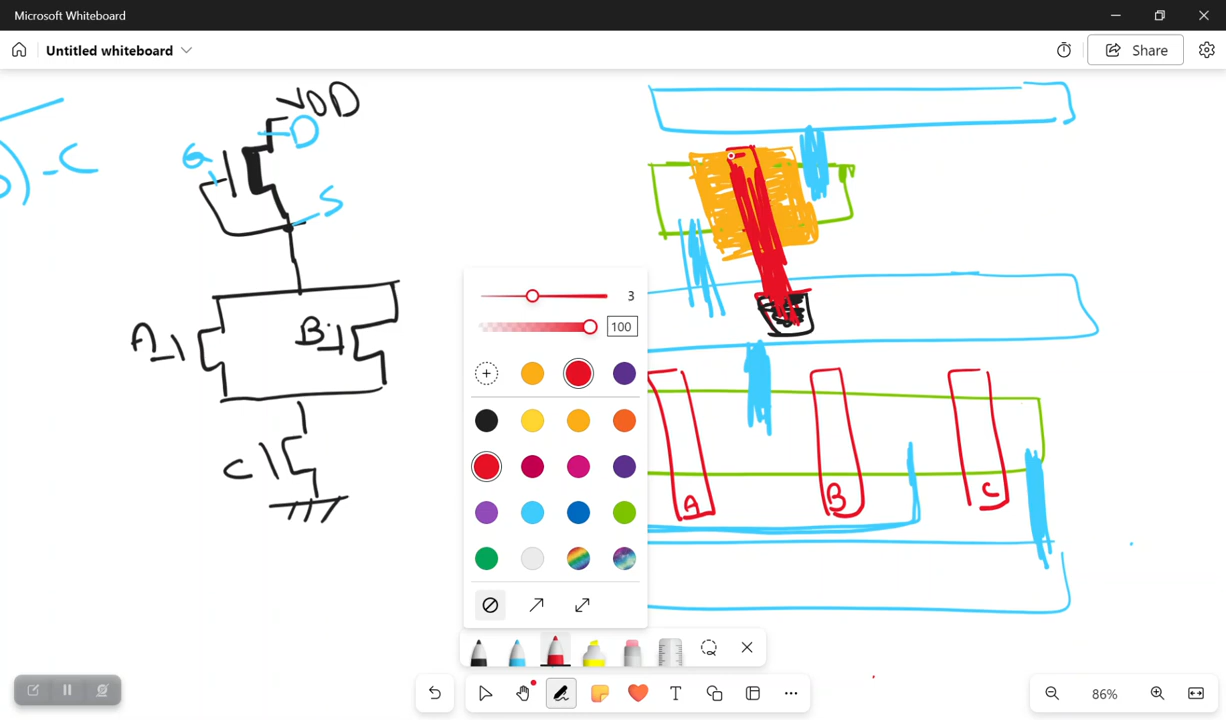 Microsoft Whiteboard
Untitled whiteboard
Share
VDD
D
G
S
) - C
A
B
C
3
100
A
B
C
86%